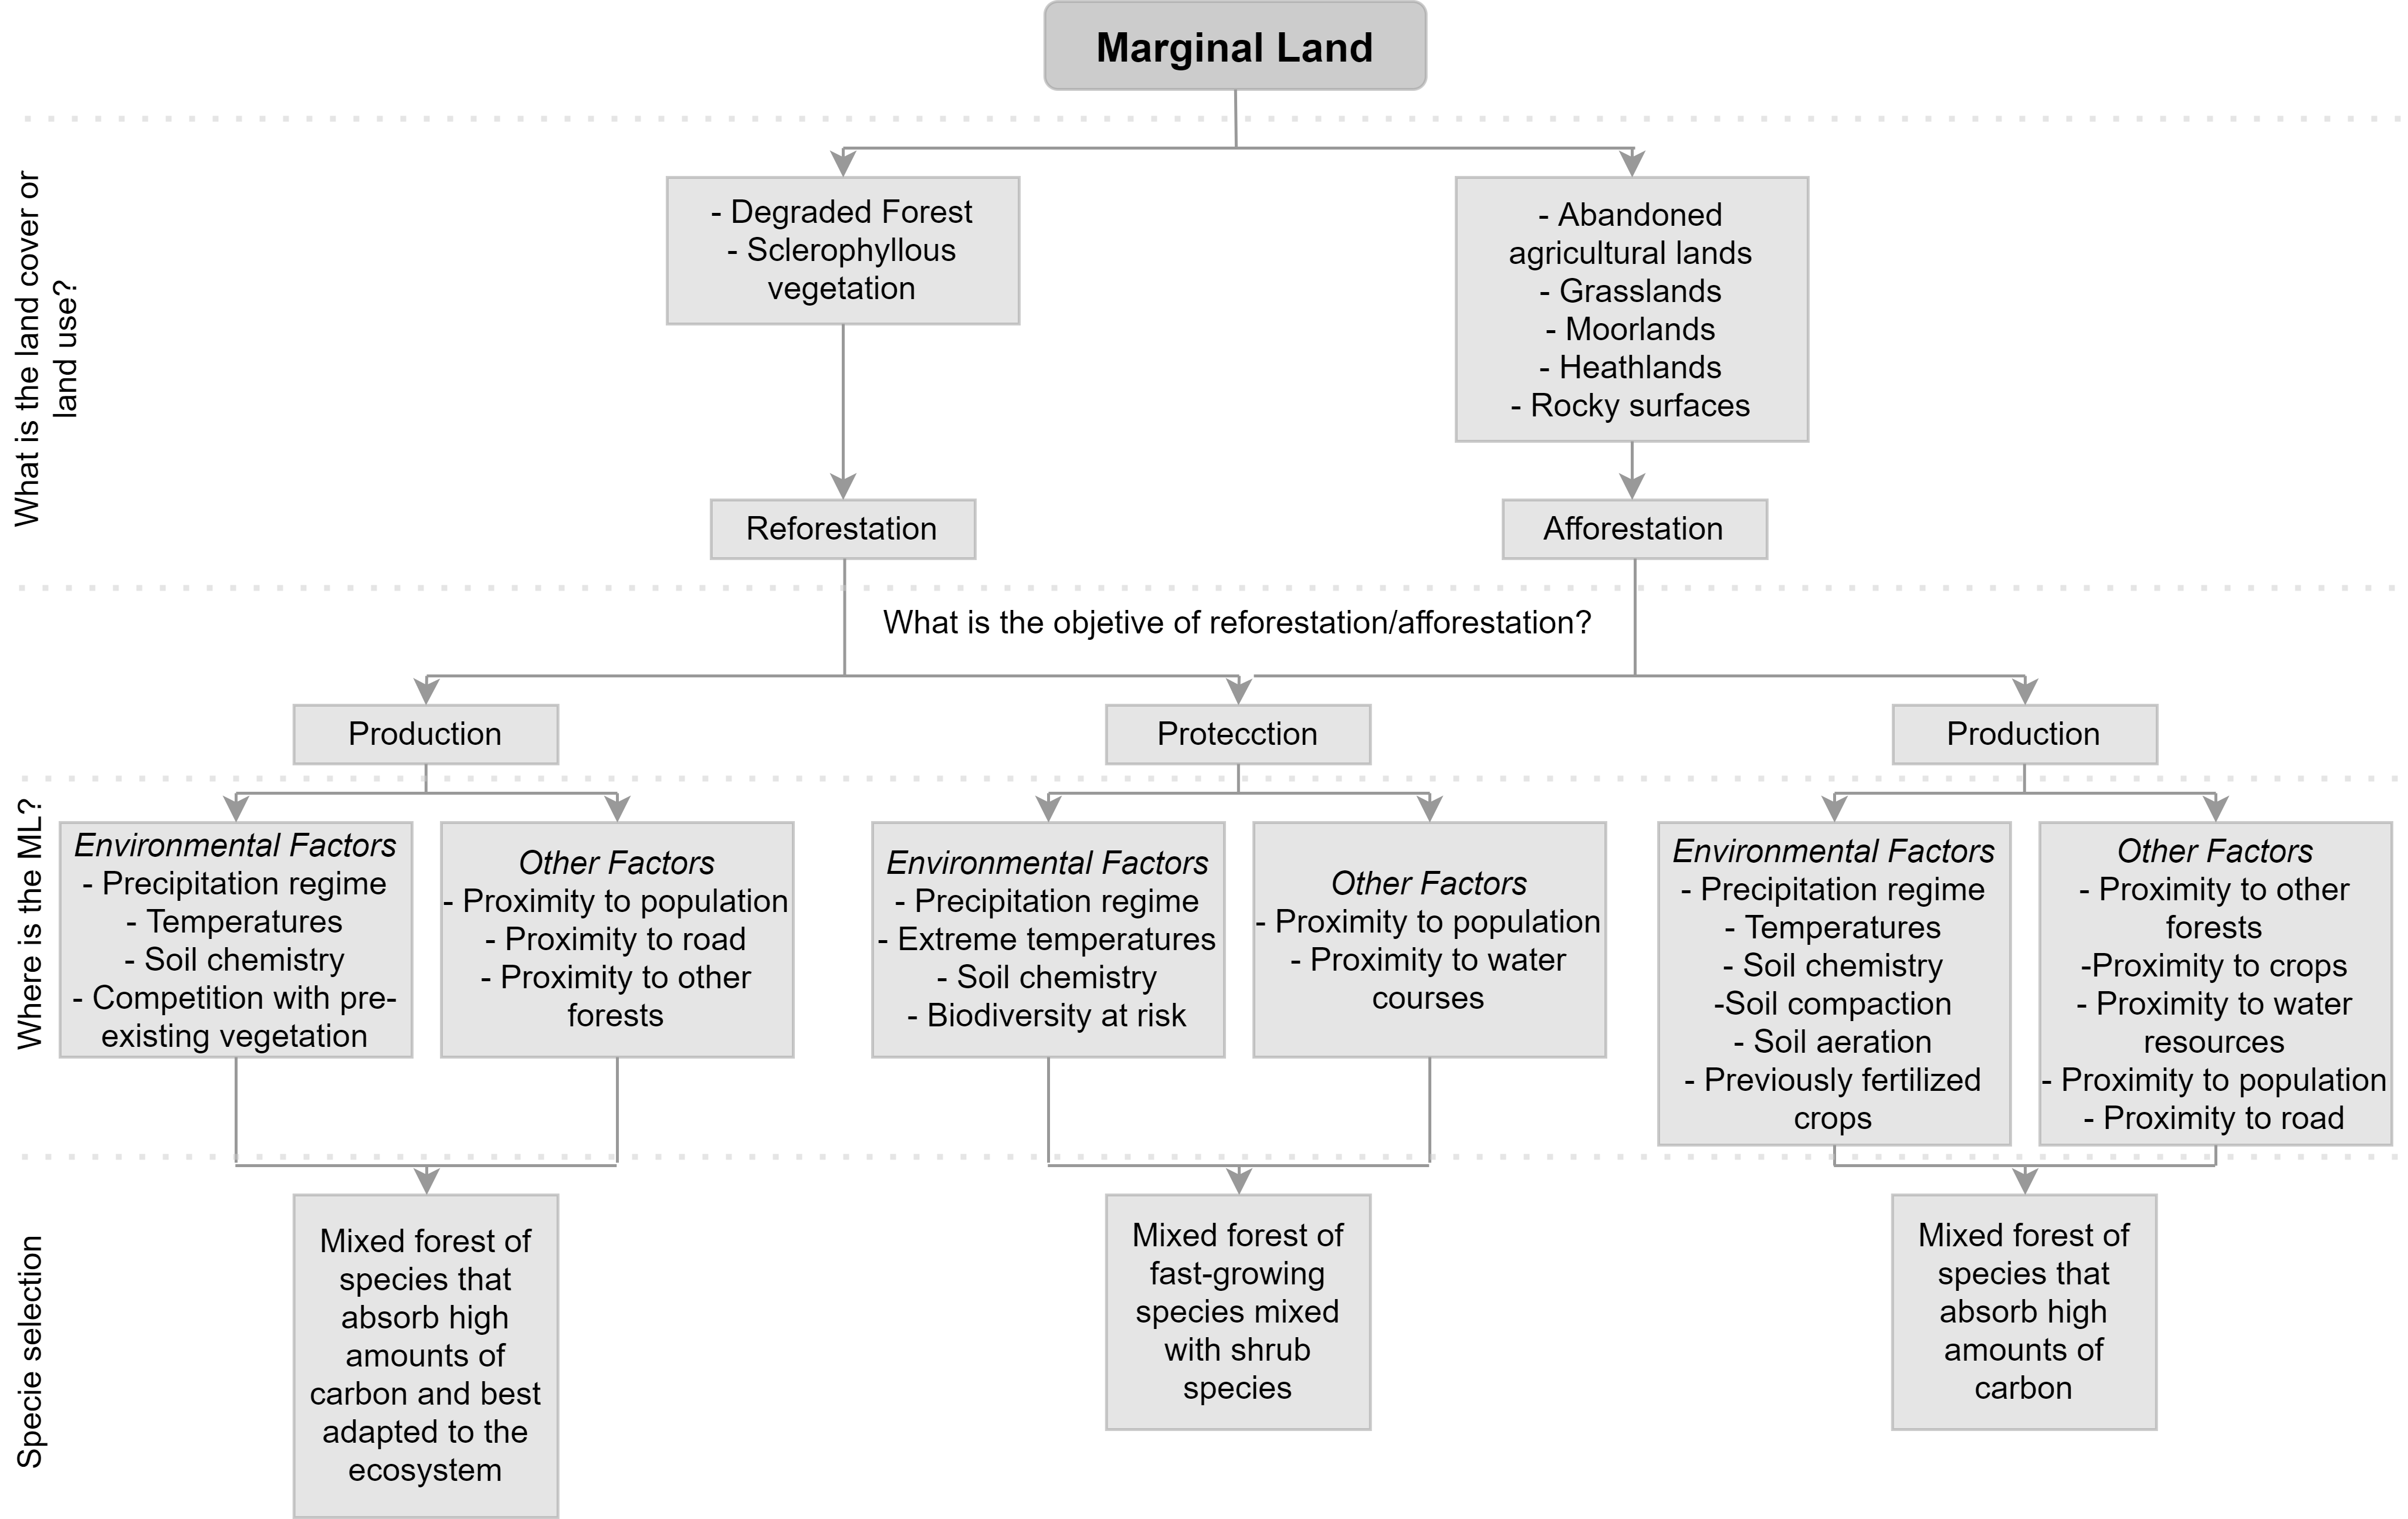 Marginal Land
What is the land cover or
land use?
- Degraded Forest
- Sclerophyllous
vegetation
- Abandoned
agricultural lands
- Grasslands
- Moorlands
- Heathlands
- Rocky surfaces
Reforestation
Afforestation
What is the objetive of reforestation/afforestation?
Production
Protecction
Production
Where is the ML?
Environmental Factors
- Precipitation regime
- Temperatures
- Soil chemistry
- Competition with pre-
existing vegetation
Other Factors
- Proximity to population
- Proximity to road
- Proximity to other
forests
Environmental Factors
- Precipitation regime
- Extreme temperatures
- Soil chemistry
- Biodiversity at risk
Other Factors
- Proximity to population
- Proximity to water
courses
Environmental Factors
- Precipitation regime
- Temperatures
- Soil chemistry
-Soil compaction
- Soil aeration
- Previously fertilized
crops
Other Factors
- Proximity to other
forests
-Proximity to crops
- Proximity to water
resources
- Proximity to population
- Proximity to road
Specie selection
Mixed forest of
species that
absorb high
amounts of
carbon and best
adapted to the
ecosystem
Mixed forest of
fast-growing
species mixed
with shrub
species
Mixed forest of
species that
absorb high
amounts of
carbon